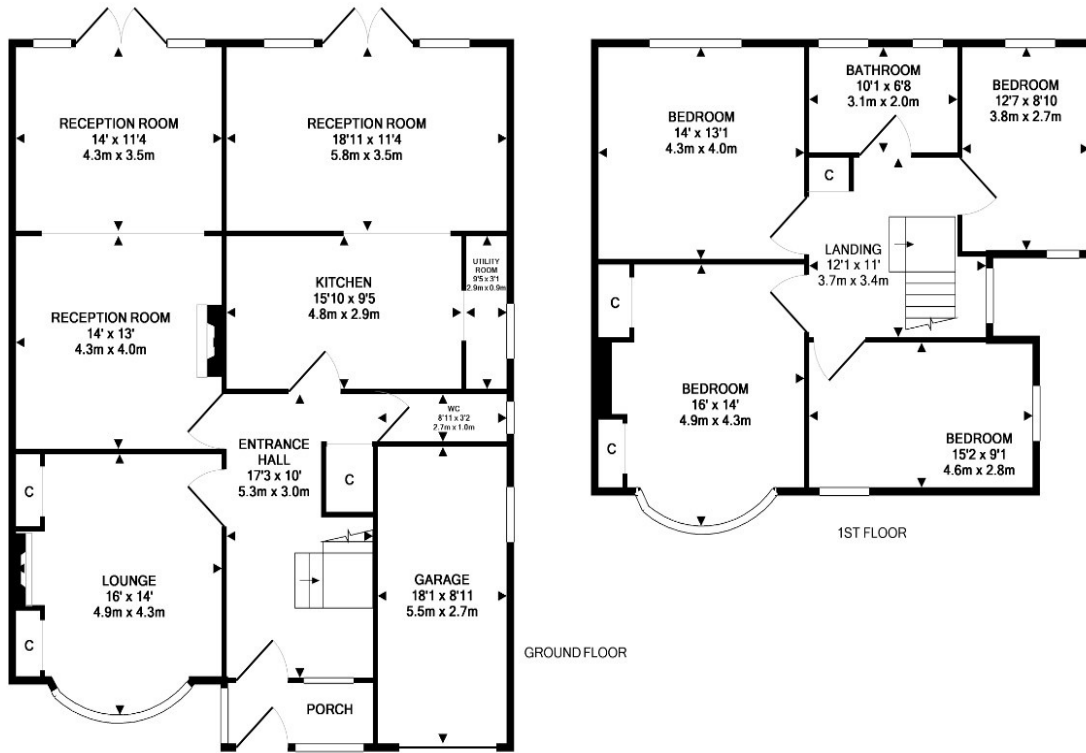 RECEPTION ROOM
14' x 11'4
4.3m x 3.5m
RECEPTION ROOM
18'11 x 11'4
5.8m x 3.5m
RECEPTION ROOM
14' x 13'
4.3m x 4.0m
KITCHEN
15'10 x 9'5
4.8m x 2.9m
UTILITY
ROOM
9'5 x 3'1
2.9m x 0.9m
WC
8'11 x 3'2
2.7m x 1.0m
ENTRANCE
HALL
17'3 x 10'
5.3m x 3.0m
C
C
LOUNGE
16' x 14'
4.9m x 4.3m
C
GARAGE
18'1 x 8'11
5.5m x 2.7m
PORCH
GROUND FLOOR
BEDROOM
14' x 13'1
4.3m x 4.0m
BATHROOM
10'1 x 6'8
3.1m x 2.0m
BEDROOM
12'7 x 8'10
3.8m x 2.7m
C
LANDING
12'1 x 11'
3.7m x 3.4m
C
BEDROOM
16' x 14'
4.9m x 4.3m
C
BEDROOM
15'2 x 9'1
4.6m x 2.8m
1ST FLOOR